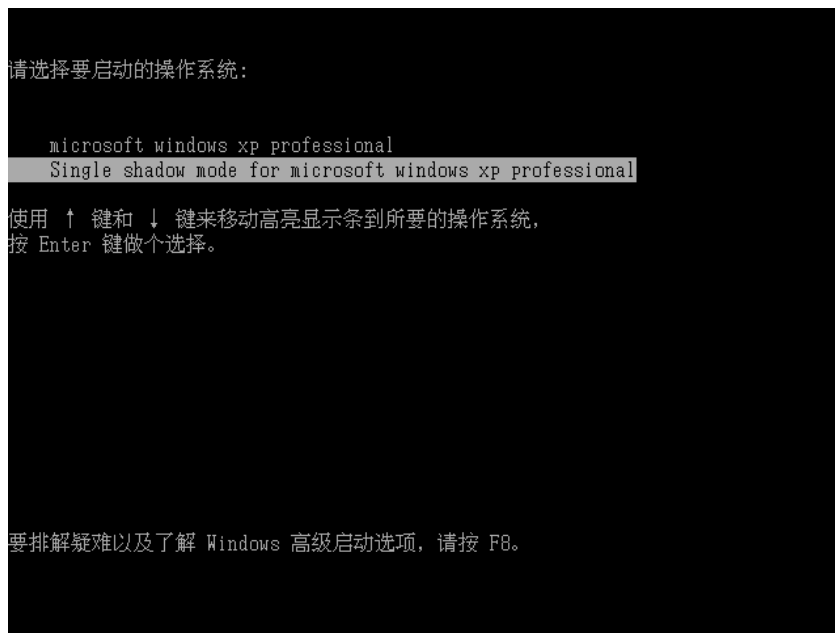 请选择要启动的操作系统:
microsoft windows xp professional
Single shadow mode for microsoft windows xp professional
使用 ↑ 键和 ↓ 键来移动高亮显示条到所要的操作系统,
按 Enter 键做个选择。
要排解疑难以及了解 Windows 高级启动选项, 请按 F8。